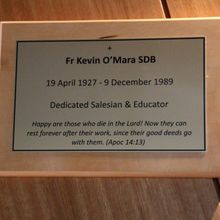 +
Fr Kevin O'Mara SDB
19 April 1927 - 9 December 1989
Dedicated Salesian & Educator
Happy are those who die in the Lord! Now they can
rest forever after their work, since their good deeds go
with them. (Apoc 14:13)